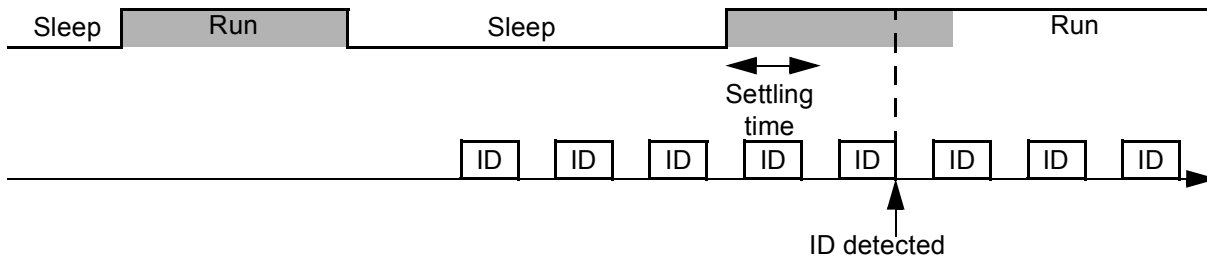 Sleep
Run
Sleep
Run
Settling
time
ID
ID
ID
ID
ID
ID
ID
ID
ID detected